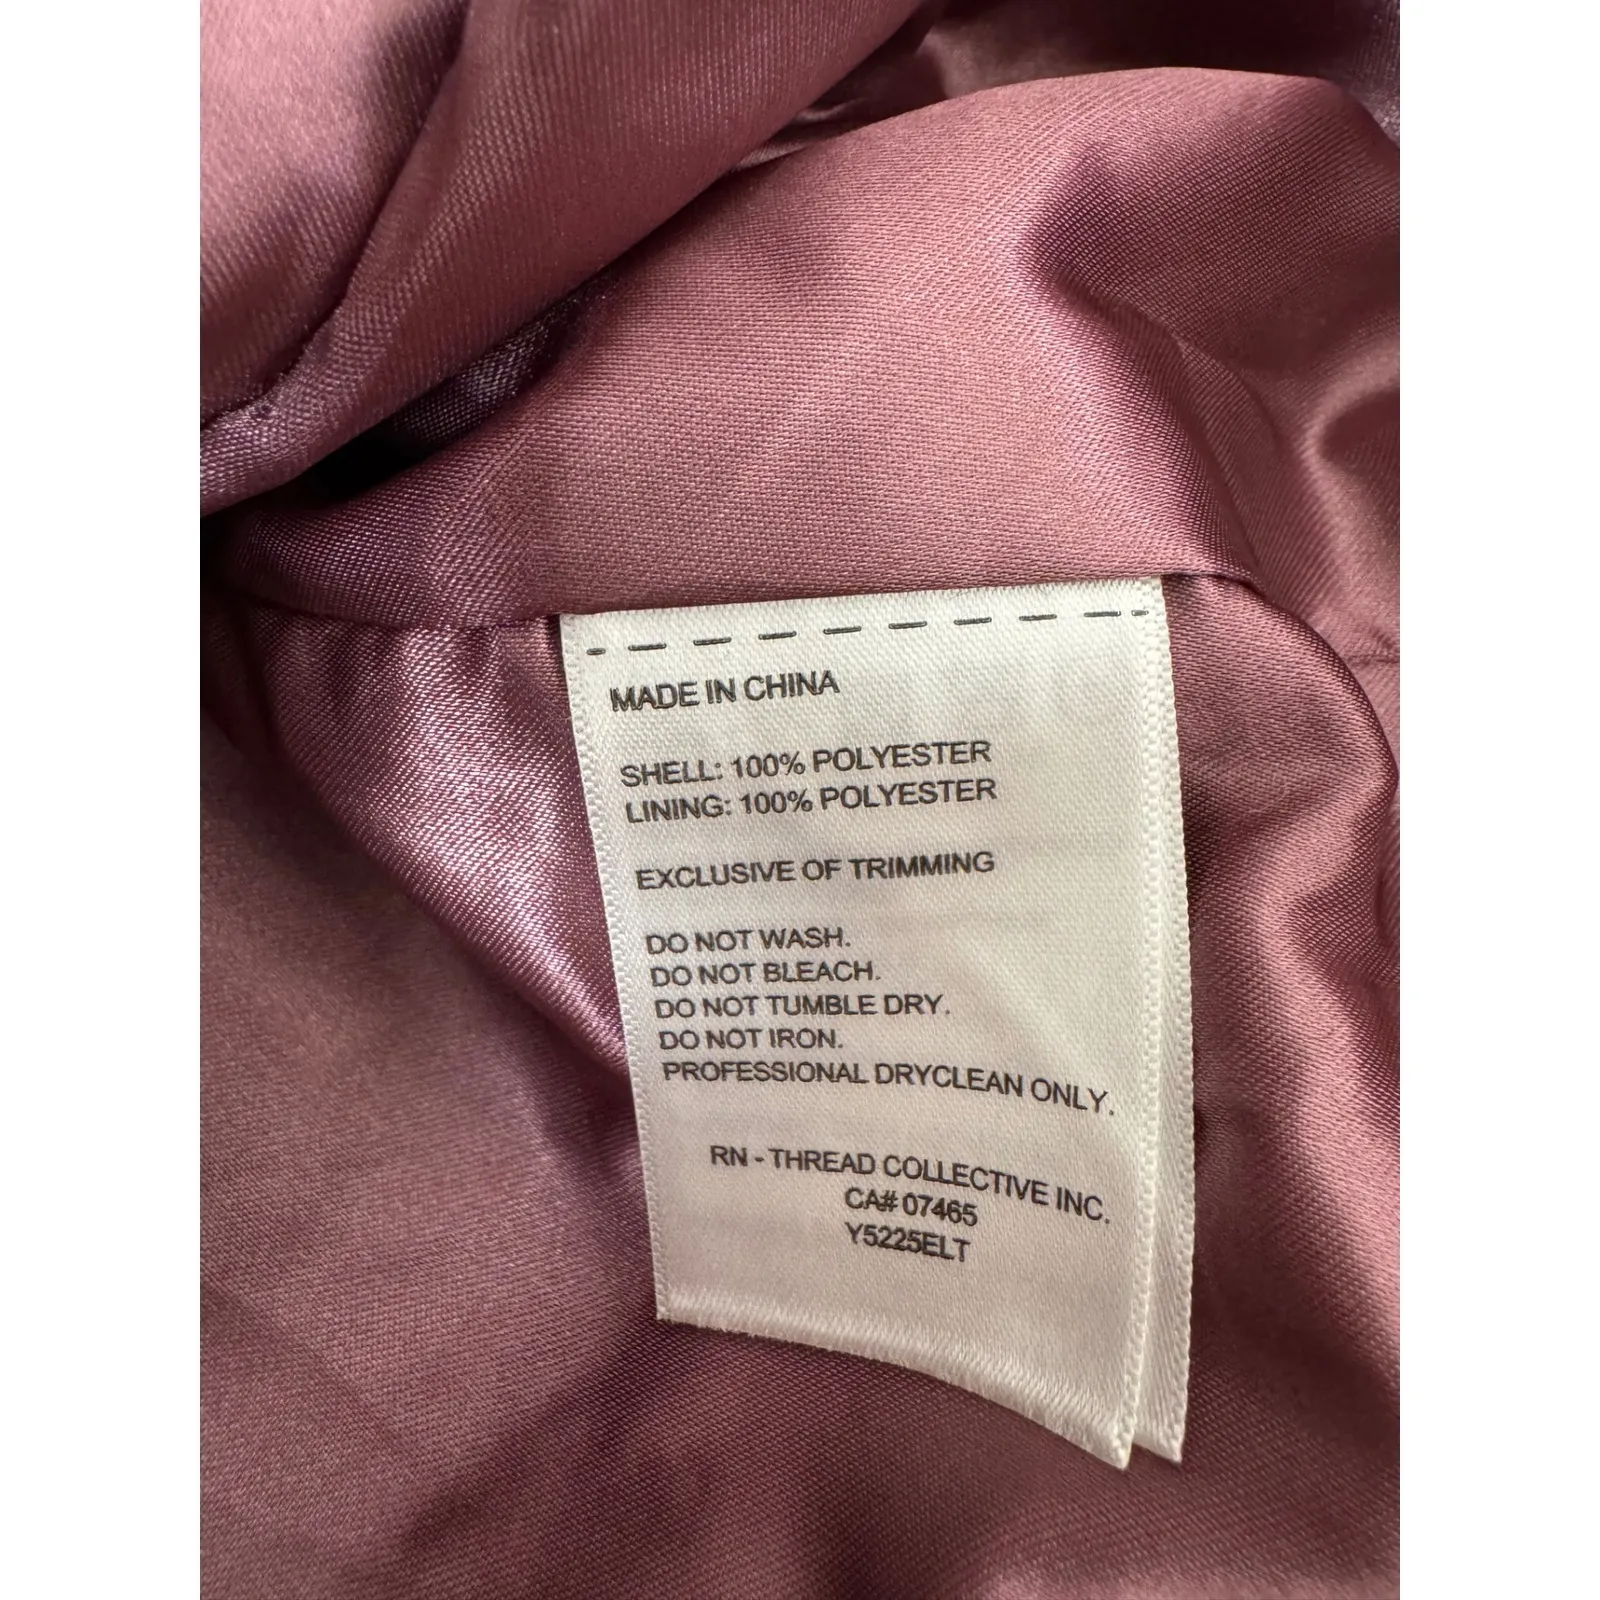 MADE IN CHINA
SHELL: 100% POLYESTER
LINING: 100% POLYESTER
EXCLUSIVE OF TRIMMING
DO NOT WASH.
DO NOT BLEACH.
DO NOT TUMBLE DRY.
DO NOT IRON.
PROFESSIONAL DRYCLEAN ONLY.
RN - THREAD COLLECTIVE INC.
CA# 07465
Y5225ELT